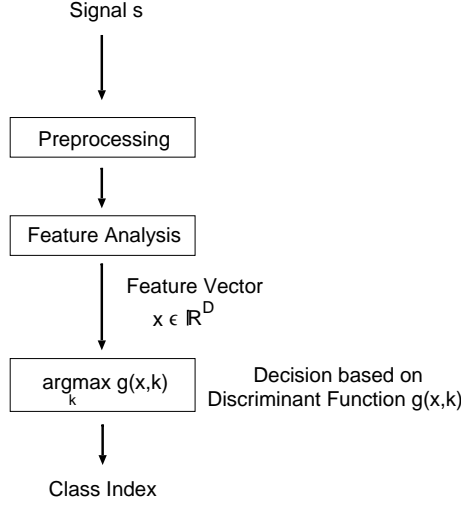 Signal s
Preprocessing
Feature Analysis
Feature Vector
x ϵ ℝ^D
argmax g(x,k)
k
Decision based on
Discriminant Function g(x,k)
Class Index